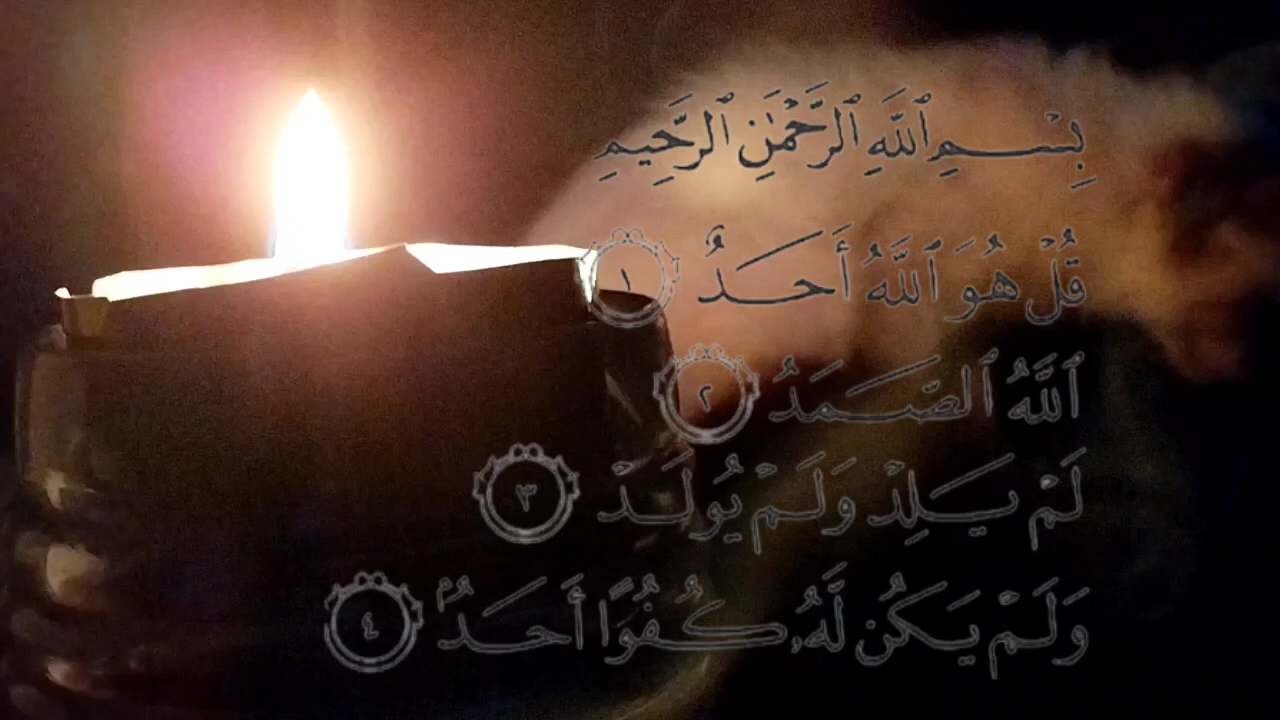 بِسْمِ ٱللَّهِ ٱلرَّحْمَٰنِ ٱلرَّحِيمِ
قُلْ هُوَ ٱللَّهُ أَحَدٌ ١
ٱللَّهُ ٱلصَّمَدُ ٢
لَمْ يَلِدْ وَلَمْ يُولَدْ ٣
وَلَمْ يَكُن لَّهُۥ كُفُوًا أَحَدٌۢ ٤